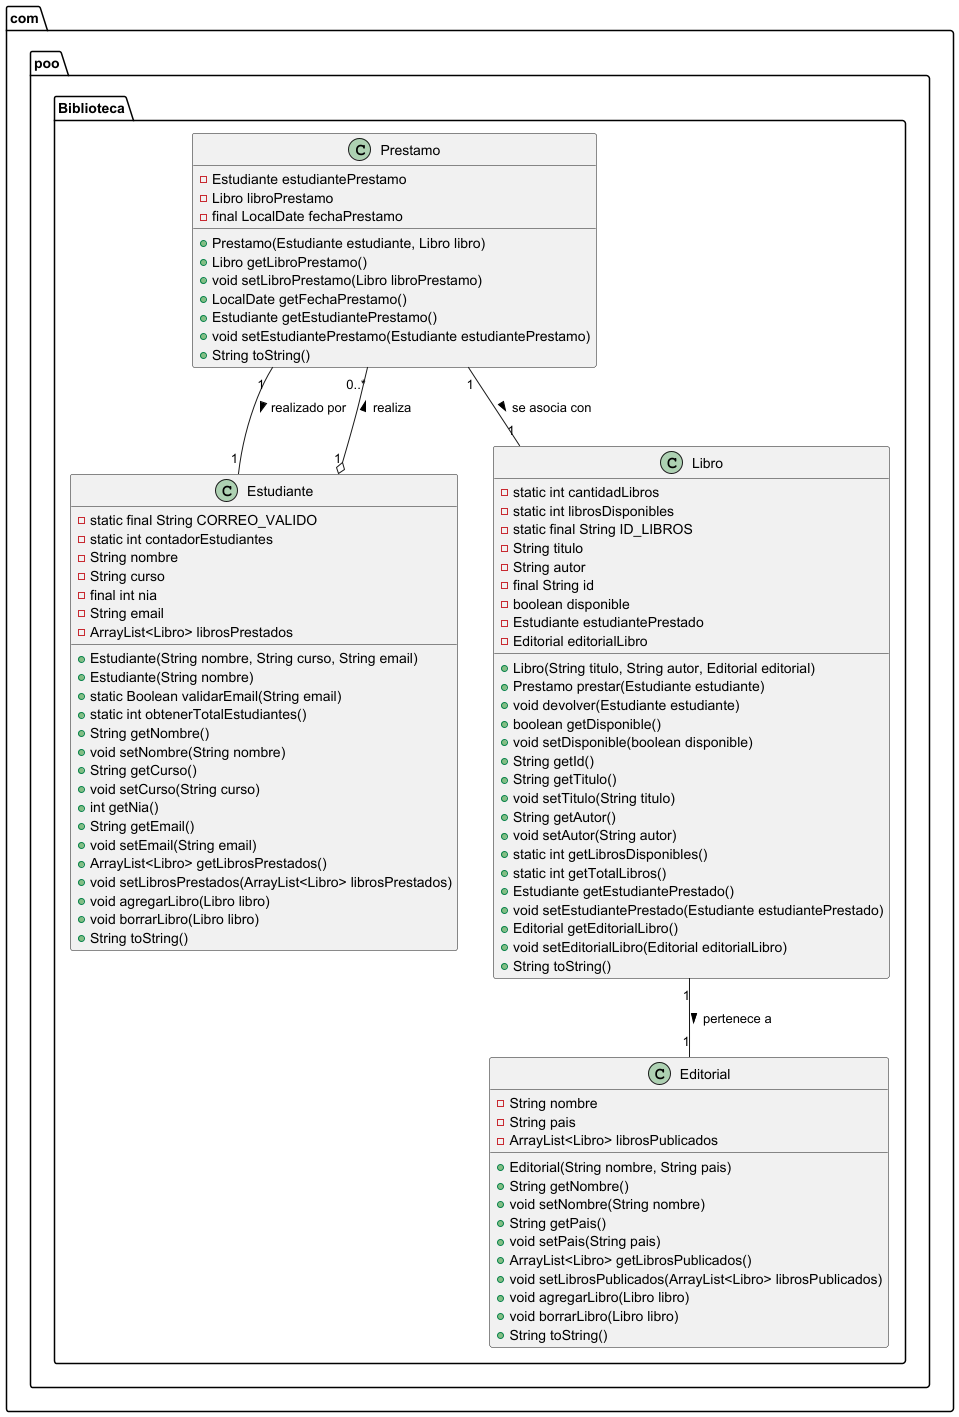 com
poo
Biblioteca
C Prestamo
Estudiante estudiantePrestamo
Libro libroPrestamo
final LocalDate fechaPrestamo
Prestamo(Estudiante estudiante, Libro libro)
Libro getLibroPrestamo()
void setLibroPrestamo(Libro libroPrestamo)
LocalDate getFechaPrestamo()
Estudiante getEstudiantePrestamo()
void setEstudiantePrestamo(Estudiante estudiantePrestamo)
String toString()
1
0..1
1
realizado por
realiza
se asocia con
1
1
1
C Estudiante
static final String CORREO_VALIDO
static int contadorEstudiantes
String nombre
String curso
final int nia
String email
ArrayList<Libro> librosPrestados
Estudiante(String nombre, String curso, String email)
Estudiante(String nombre)
static Boolean validarEmail(String email)
static int obtenerTotalEstudiantes()
String getNombre()
void setNombre(String nombre)
String getCurso()
void setCurso(String curso)
int getNia()
String getEmail()
void setEmail(String email)
ArrayList<Libro> getLibrosPrestados()
void setLibrosPrestados(ArrayList<Libro> librosPrestados)
void agregarLibro(Libro libro)
void borrarLibro(Libro libro)
String toString()
C Libro
static int cantidadLibros
static int librosDisponibles
static final String ID_LIBROS
String titulo
String autor
final String id
boolean disponible
Estudiante estudiantePrestado
Editorial editorialLibro
Libro(String titulo, String autor, Editorial editorial)
Prestamo prestar(Estudiante estudiante)
void devolver(Estudiante estudiante)
boolean getDisponible()
void setDisponible(boolean disponible)
String getId()
String getTitulo()
void setTitulo(String titulo)
String getAutor()
void setAutor(String autor)
static int getLibrosDisponibles()
static int getTotalLibros()
Estudiante getEstudiantePrestado()
void setEstudiantePrestado(Estudiante estudiantePrestado)
Editorial getEditorialLibro()
void setEditorialLibro(Editorial editorialLibro)
String toString()
1
pertenece a
1
C Editorial
String nombre
String pais
ArrayList<Libro> librosPublicados
Editorial(String nombre, String pais)
String getNombre()
void setNombre(String nombre)
String getPais()
void setPais(String pais)
ArrayList<Libro> getLibrosPublicados()
void setLibrosPublicados(ArrayList<Libro> librosPublicados)
void agregarLibro(Libro libro)
void borrarLibro(Libro libro)
String toString()